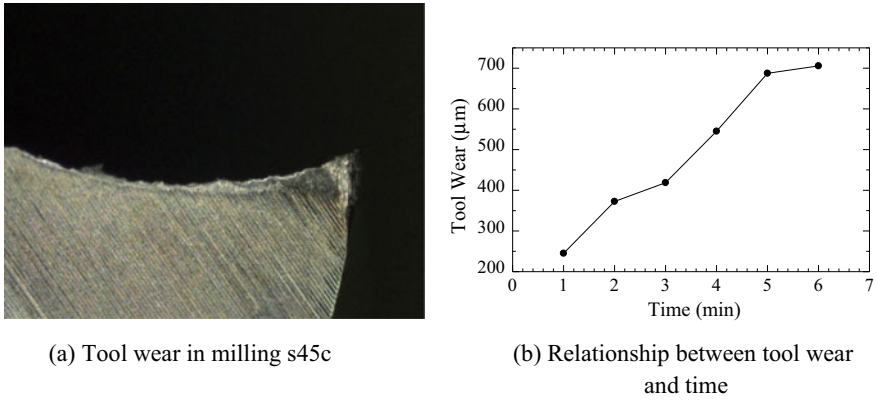 700
600
500
400
300
200
Tool Wear (μm)
0 1 2 3 4 5 6 7
Time (min)
(a) Tool wear in milling s45c
(b) Relationship between tool wear
and time